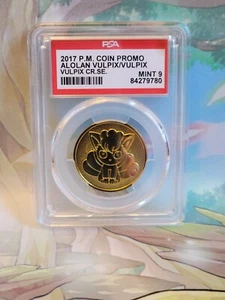 PSA
2017 P.M. COIN PROMO
ALOLAN VULPIX/VULPIX
VULPIX CR.SE. MINT 9
84279780